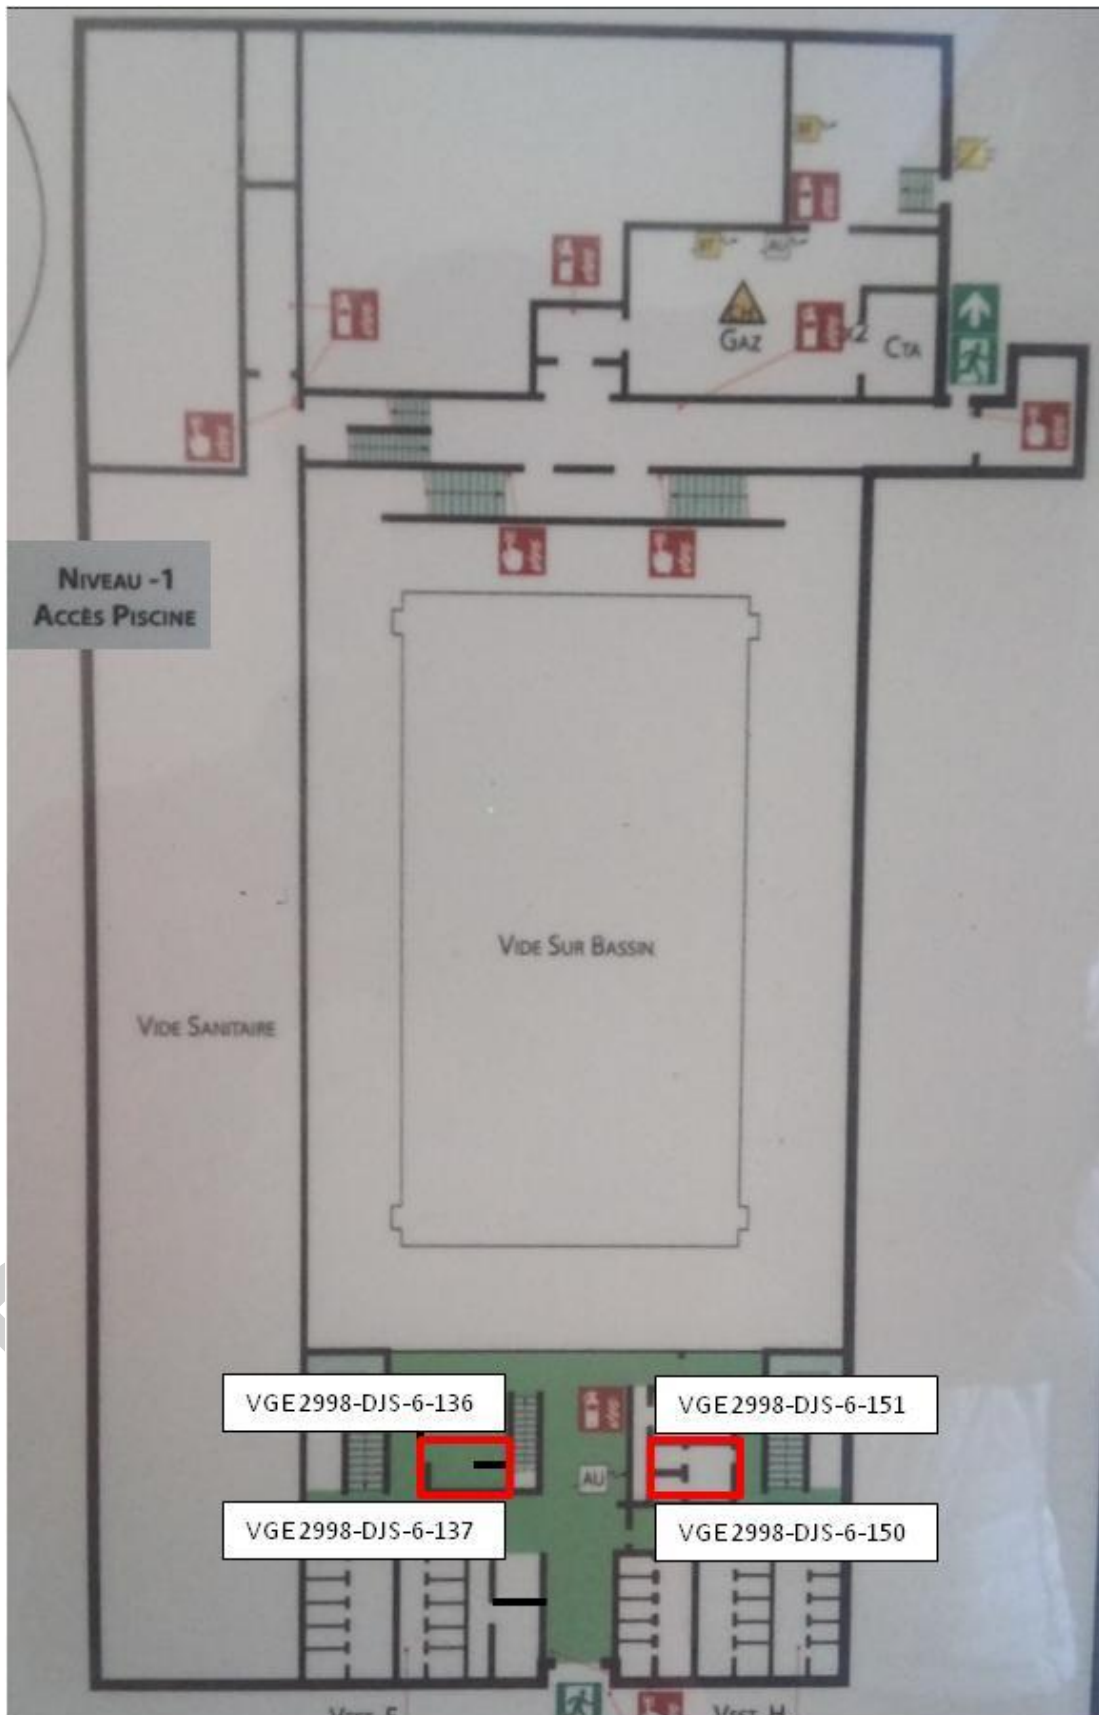 GAZ
x2
CTA
NIVEAU -1
ACCÈS PISCINE
VIDE SUR BASSIN
VIDE SANITAIRE
VGE2998-DJS-6-136
VGE2998-DJS-6-151
AU
VGE2998-DJS-6-137
VGE2998-DJS-6-150